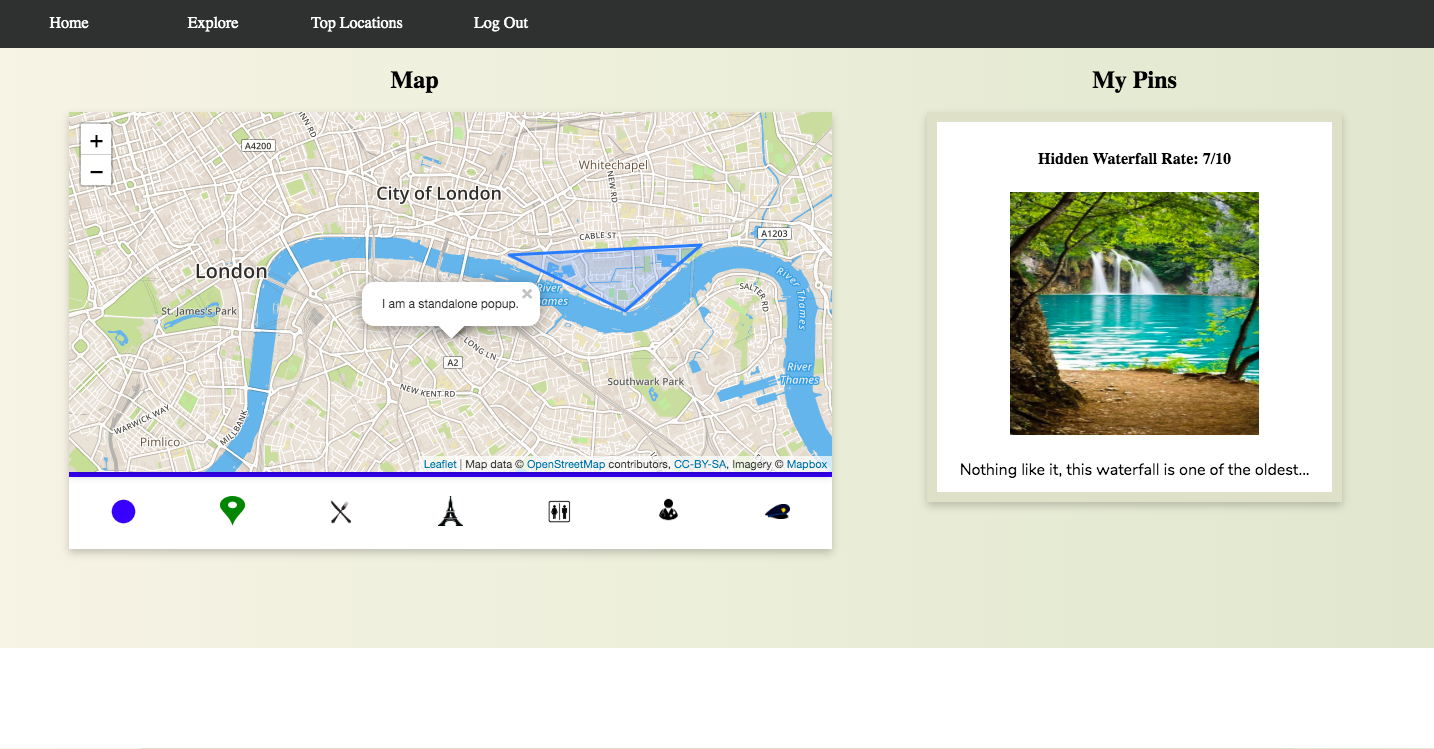 Home Explore Top Locations Log Out
Map
My Pins
+
−
A4200
NN RD
Whitechapel
City of London
NEW RD
CABLE ST
A1203
London
River Thames
River Thames
I am a standalone popup. ×
SALTER RD
St. James's Park
LONG LN
A2
River Thames
Southwark Park
NEW KENT RD
WARWICK WAY
MILLBANK
Pimlico
Leaflet | Map data © OpenStreetMap contributors, CC-BY-SA, Imagery © Mapbox
Hidden Waterfall Rate: 7/10
Nothing like it, this waterfall is one of the oldest...